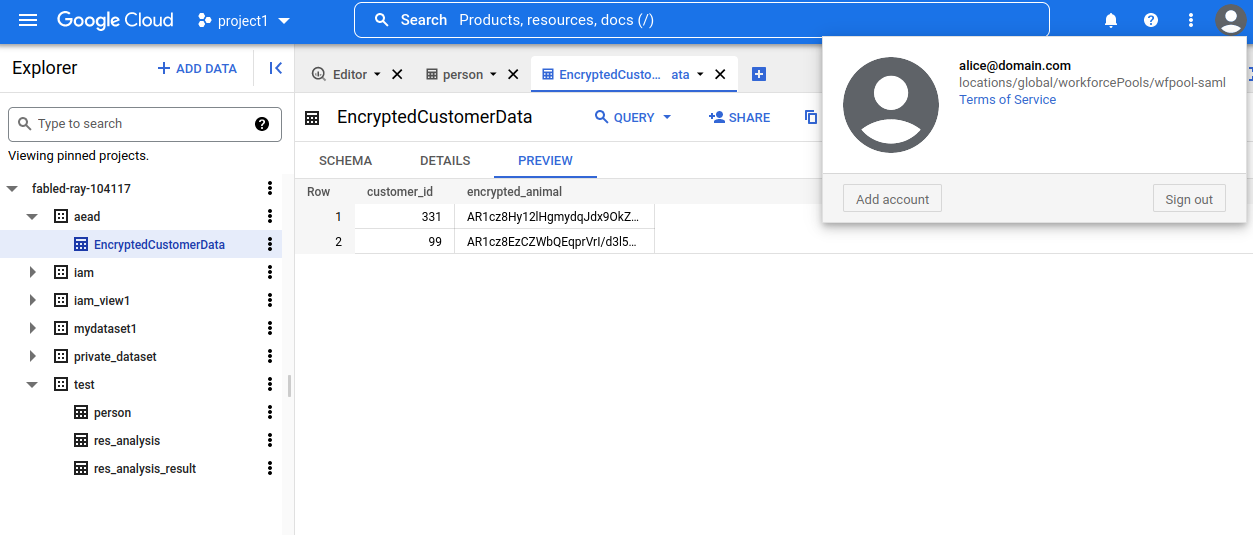 Google Cloud
project1
Search Products, resources, docs (/)
Explorer
ADD DATA
Type to search
Viewing pinned projects.
fabled-ray-104117
aead
EncryptedCustomerData
iam
iam_view1
mydataset1
private_dataset
test
person
res_analysis
res_analysis_result
Editor
person
EncryptedCusto... ata
EncryptedCustomerData
QUERY
SHARE
SCHEMA
DETAILS
PREVIEW
Row customer_id encrypted_animal
1 331 AR1cz8Hy12lHgmydqJdx9OkZ...
2 99 AR1cz8EzCZWbQEqprVrI/d3l5...
alice@domain.com
locations/global/workforcePools/wfpool-saml
Terms of Service
Add account
Sign out